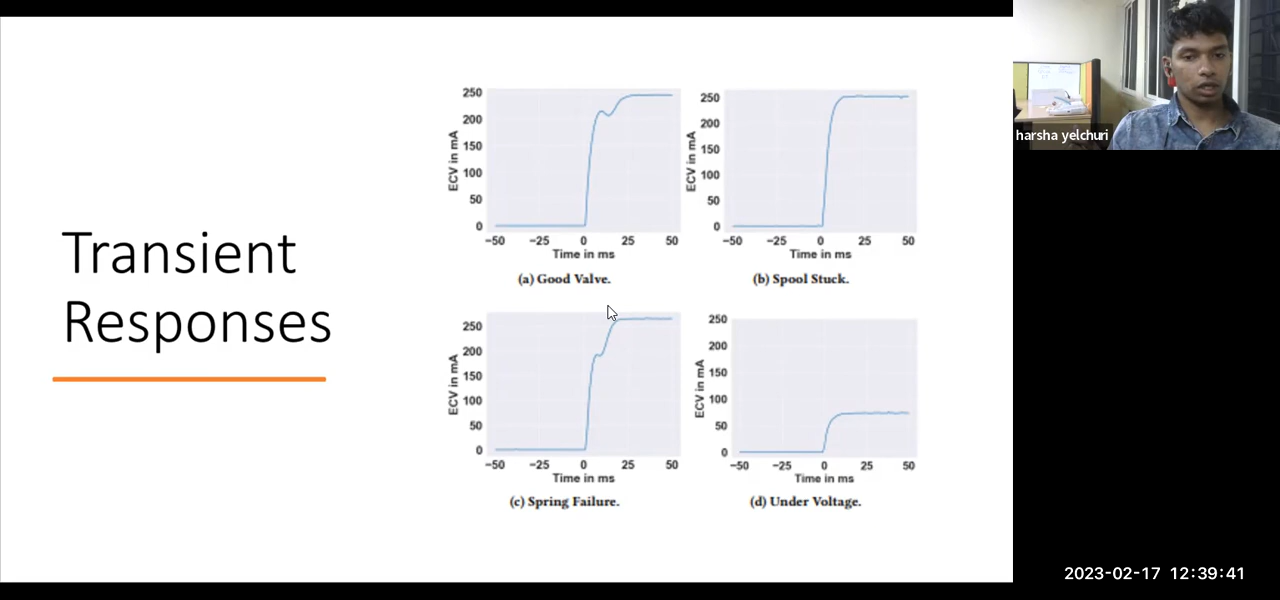 Transient
Responses
250
200
150
100
50
0
ECV in mA
−50 −25 0 25 50
Time in ms
(a) Good Valve.
250
200
150
100
50
0
ECV in mA
−50 −25 0 25 50
Time in ms
(b) Spool Stuck.
250
200
150
100
50
0
ECV in mA
−50 −25 0 25 50
Time in ms
(c) Spring Failure.
250
200
150
100
50
0
ECV in mA
−50 −25 0 25 50
Time in ms
(d) Under Voltage.
harsha yelchuri
2023-02-17 12:39:41